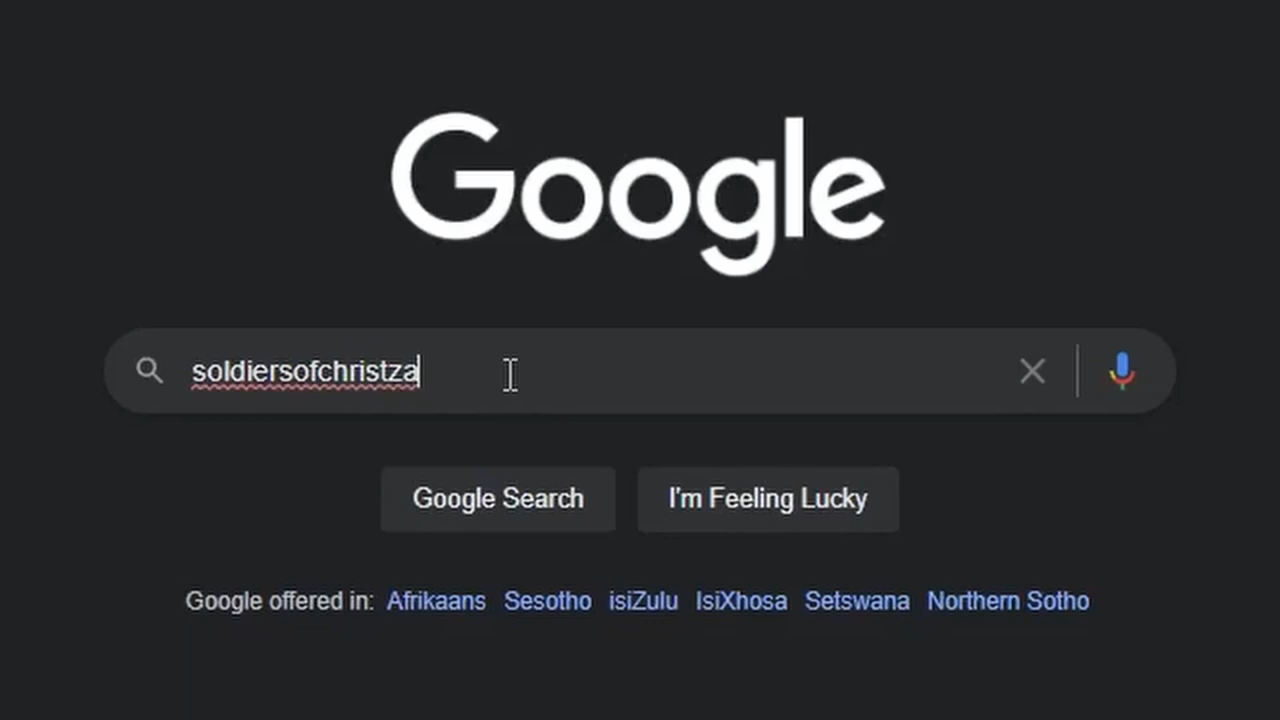 Google
soldiersofchristza
Google Search I'm Feeling Lucky
Google offered in: Afrikaans Sesotho isiZulu IsiXhosa Setswana Northern Sotho